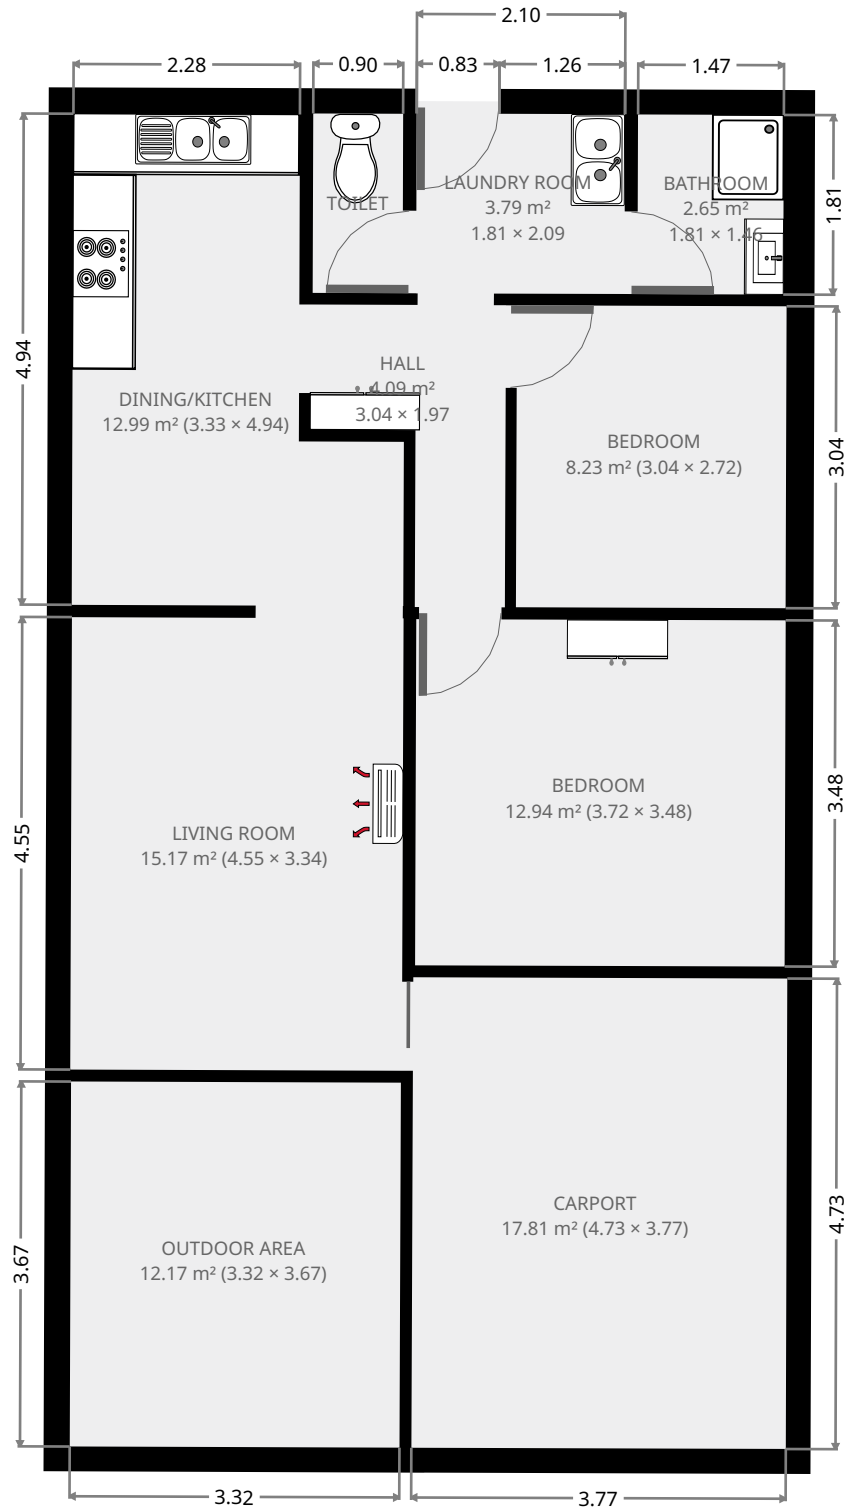 2.10
2.28
0.90
0.83
1.26
1.47
TOILET
LAUNDRY ROOM
3.79 m²
1.81 × 2.09
BATHROOM
2.65 m²
1.81 × 1.46
1.81
4.94
HALL
4.09 m²
3.04 × 1.97
DINING/KITCHEN
12.99 m² (3.33 × 4.94)
BEDROOM
8.23 m² (3.04 × 2.72)
3.04
BEDROOM
12.94 m² (3.72 × 3.48)
3.48
LIVING ROOM
15.17 m² (4.55 × 3.34)
4.55
CARPORT
17.81 m² (4.73 × 3.77)
4.73
OUTDOOR AREA
12.17 m² (3.32 × 3.67)
3.67
3.32
3.77